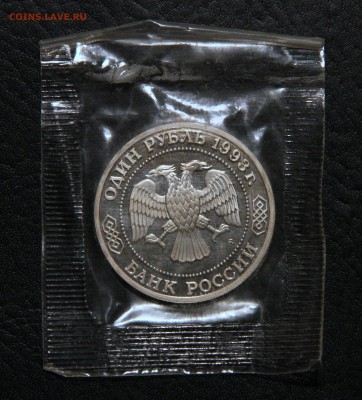 COINS.LAVE.RU
ОДИН РУБЛЬ 1993 г.
БАНК РОССИИ